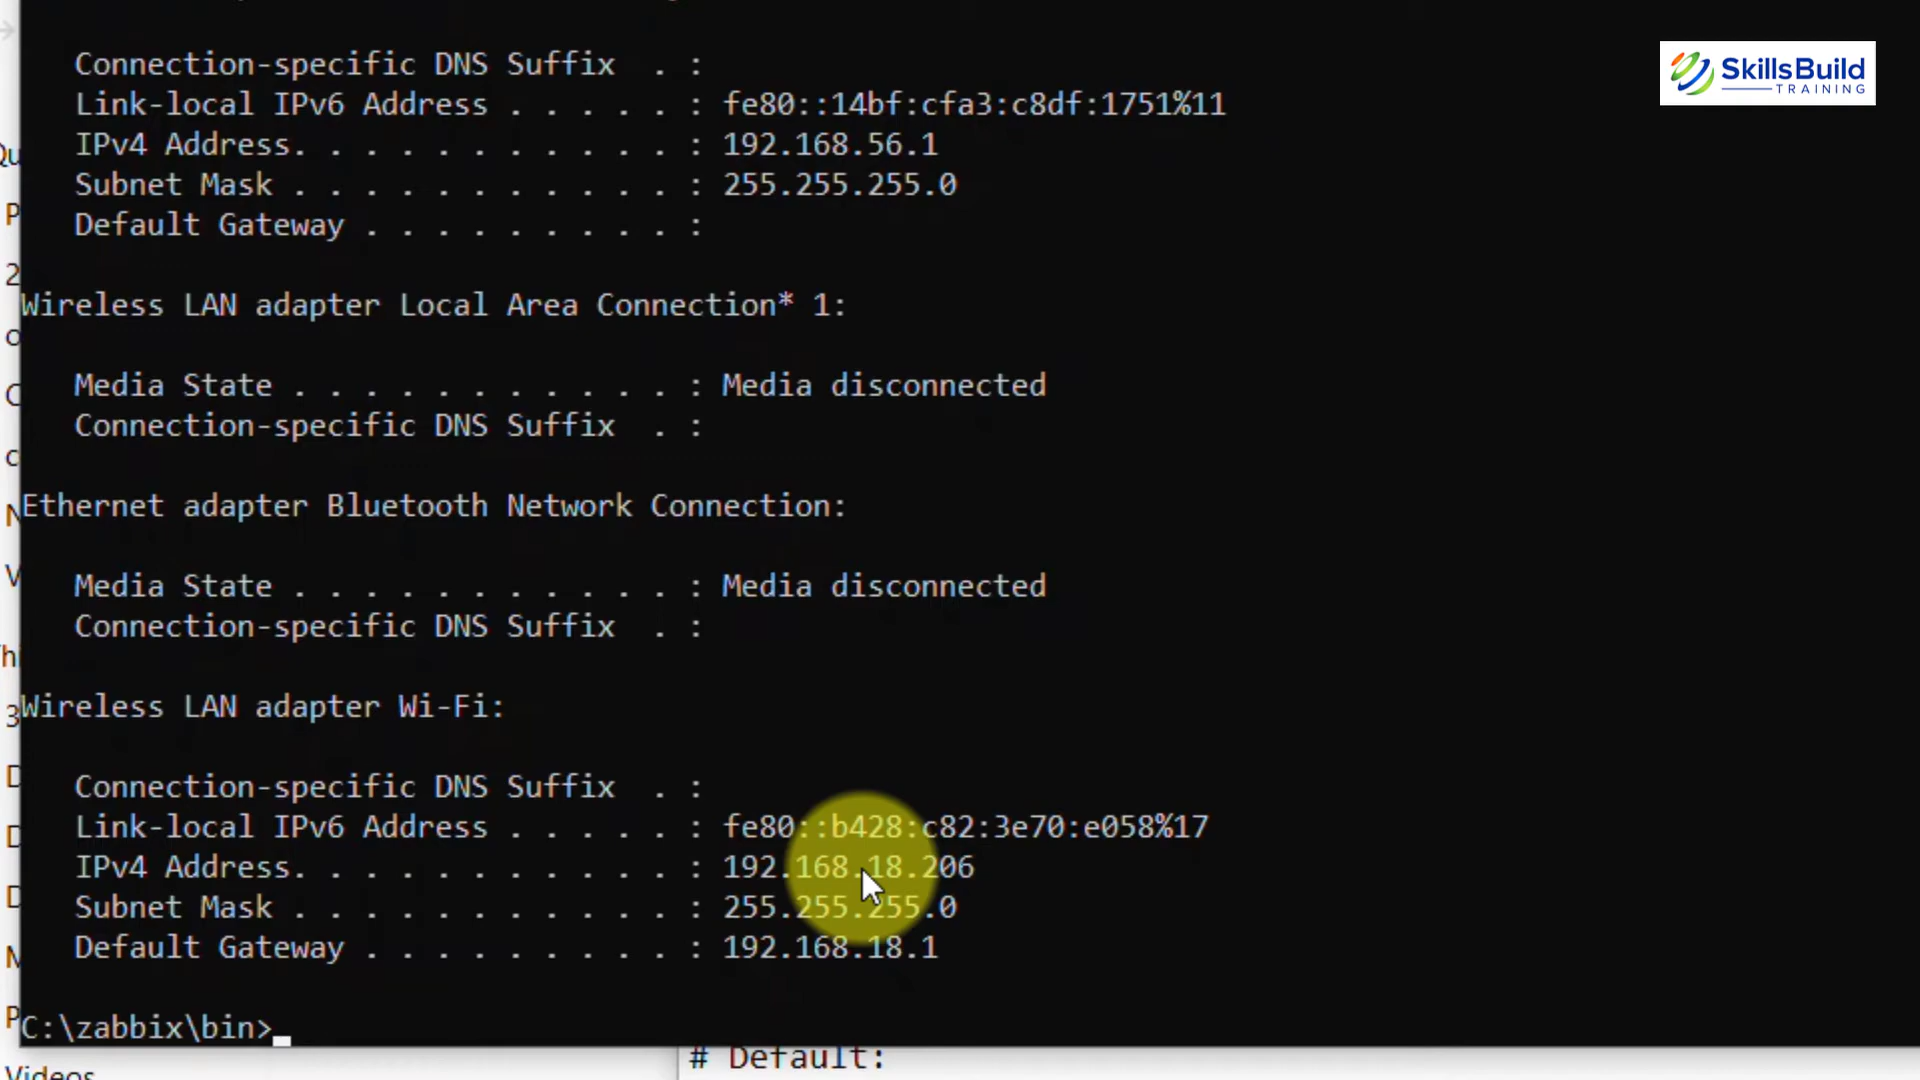 SkillsBuild
TRAINING
Connection-specific DNS Suffix . :
Link-local IPv6 Address . . . . . : fe80::14bf:cfa3:c8df:1751%11
IPv4 Address. . . . . . . . . . . : 192.168.56.1
Subnet Mask . . . . . . . . . . . : 255.255.255.0
Default Gateway . . . . . . . . . :
Wireless LAN adapter Local Area Connection* 1:
Media State . . . . . . . . . . . : Media disconnected
Connection-specific DNS Suffix . :
Ethernet adapter Bluetooth Network Connection:
Media State . . . . . . . . . . . : Media disconnected
Connection-specific DNS Suffix . :
Wireless LAN adapter Wi-Fi:
Connection-specific DNS Suffix . :
Link-local IPv6 Address . . . . . : fe80::b428:c82:3e70:e058%17
IPv4 Address. . . . . . . . . . . : 192.168.18.206
Subnet Mask . . . . . . . . . . . : 255.255.255.0
Default Gateway . . . . . . . . . : 192.168.18.1
C:\zabbix\bin>
# Default:
Videos